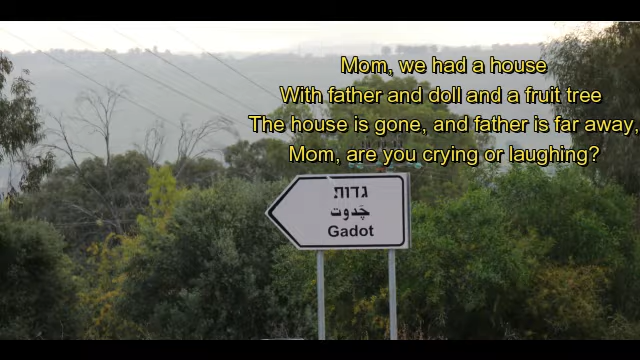 Mom, we had a house
With father and doll and a fruit tree
The house is gone, and father is far away,
Mom, are you crying or laughing?
גדות
چَدوت
Gadot